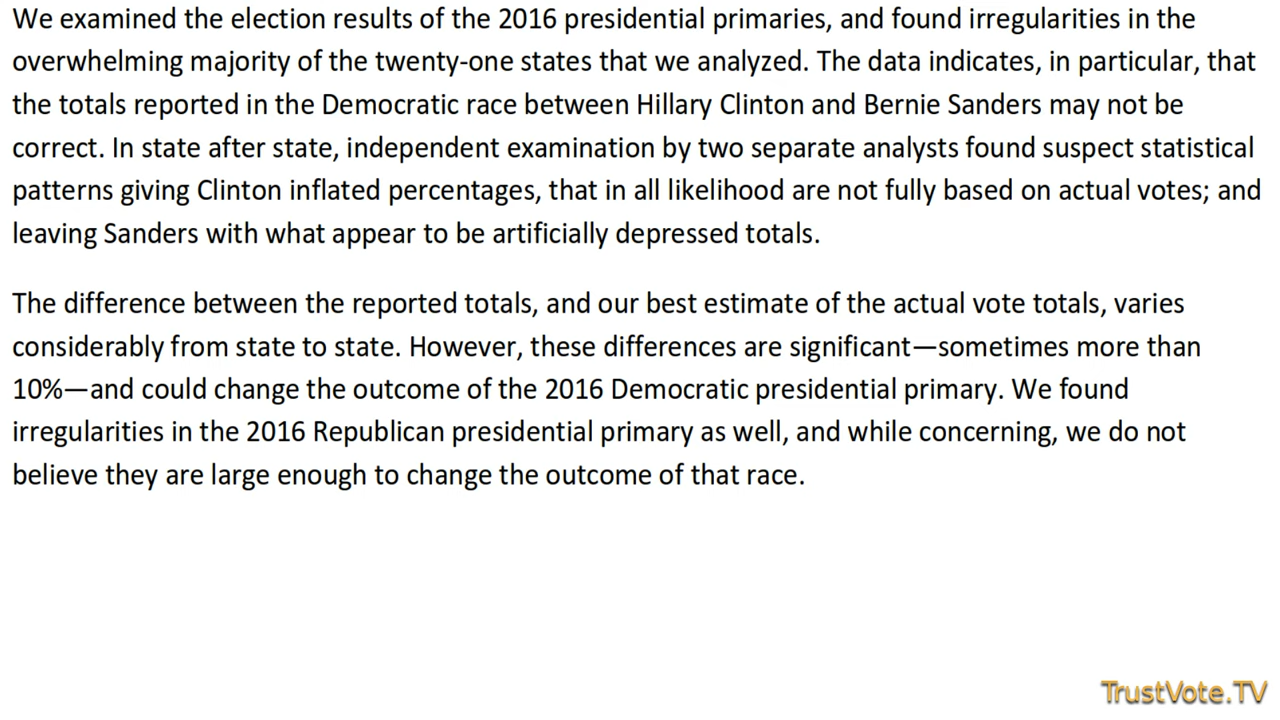 We examined the election results of the 2016 presidential primaries, and found irregularities in the
overwhelming majority of the twenty-one states that we analyzed. The data indicates, in particular, that
the totals reported in the Democratic race between Hillary Clinton and Bernie Sanders may not be
correct. In state after state, independent examination by two separate analysts found suspect statistical
patterns giving Clinton inflated percentages, that in all likelihood are not fully based on actual votes; and
leaving Sanders with what appear to be artificially depressed totals.
The difference between the reported totals, and our best estimate of the actual vote totals, varies
considerably from state to state. However, these differences are significant—sometimes more than
10%—and could change the outcome of the 2016 Democratic presidential primary. We found
irregularities in the 2016 Republican presidential primary as well, and while concerning, we do not
believe they are large enough to change the outcome of that race.
TrustVote.TV